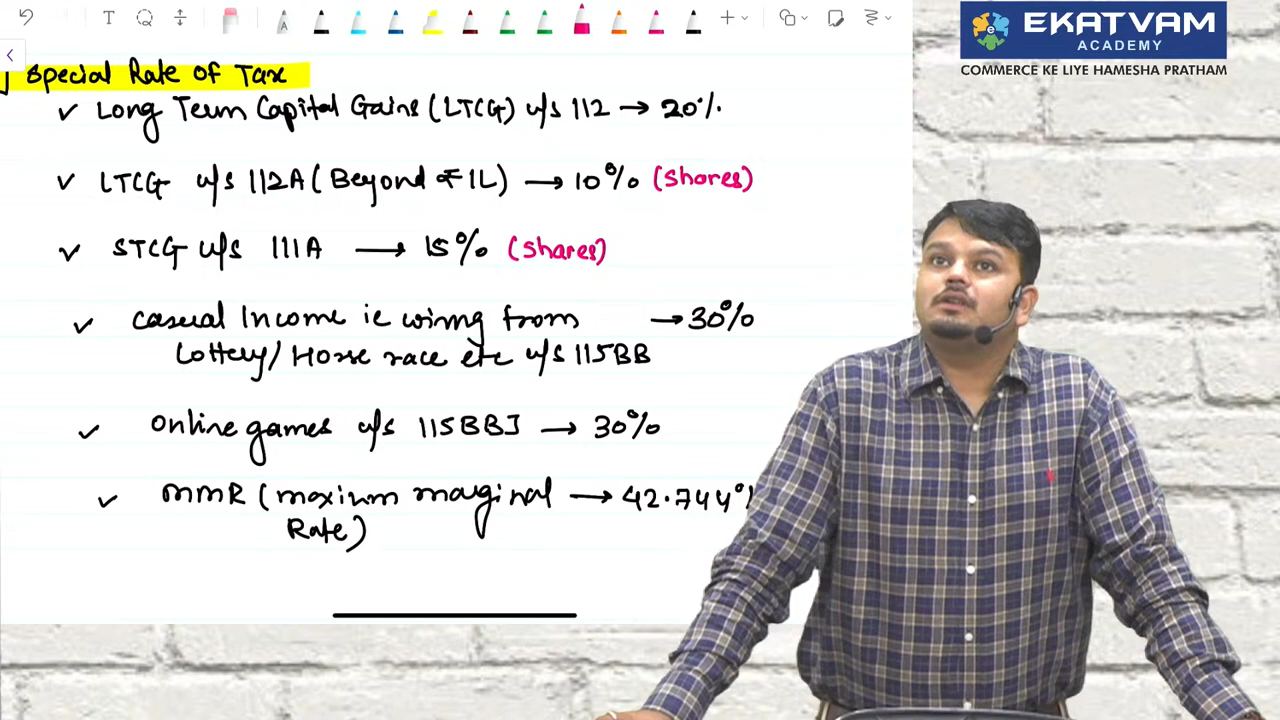 EKATVAM
ACADEMY
COMMERCE KE LIYE HAMESHA PRATHAM
Special Rate of Tax
✓ Long Term Capital Gains (LTCG) u/s 112 → 20%
✓ LTCG u/s 112A (Beyond ₹1L) → 10% (Shares)
✓ STCG u/s 111A → 15% (Shares)
✓ Casual Income ie wining from → 30%
Lottery/Horse race etc u/s 115BB
✓ Online games u/s 115BBJ → 30%
✓ MMR (maxium marginal → 42.744%
Rate)